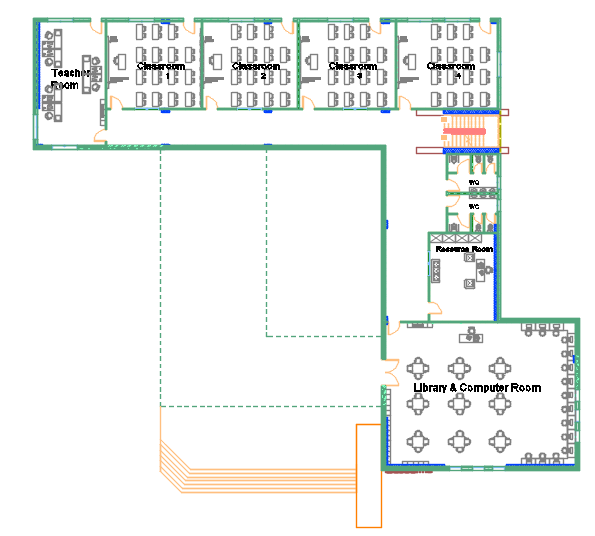 Teacher
Room
Classroom
1
Classroom
2
Classroom
3
Classroom
4
WC
WC
Resource Room
Library & Computer Room